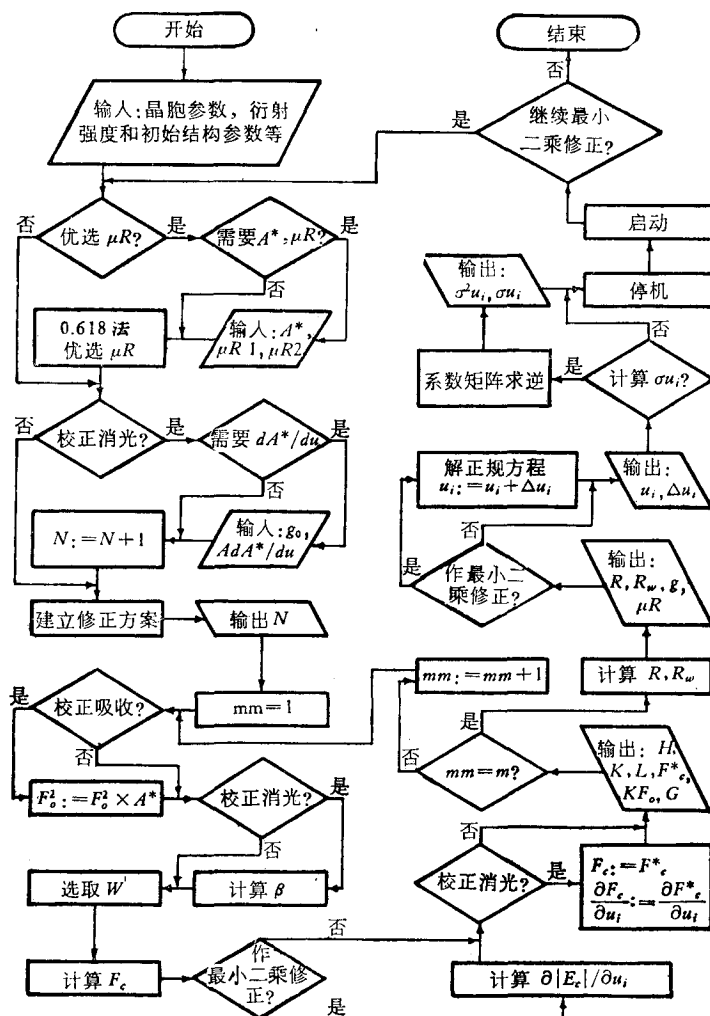 开始
输人:晶胞参数，衍射
强度和初始结构参数等
否
优选 μR?
是
需要A*,μR?
是
否
0.618 法
优选 μR
输人: A*,
μR 1, μR2
否
校正消光?
是
需要 dA*/du
是
否
N:=N+1
输人: g₀,
AdA*/du
建立修正方案
输出 N
是
校正吸收?
mm=1
否
F²ₒ:=F²ₒ×A*
校正消光?
是
否
选取 W
计算 β
计算 F_c
作
最小二乘修
正?
否
是
结束
否
是
继续最小
二乘修正?
启动
输出:
σ²uᵢ,σuᵢ
停机
否
系数矩阵求逆
是
计算 σuᵢ?
解正规方程
uᵢ:=uᵢ+Δuᵢ
输出:
uᵢ,Δuᵢ
否
是
作最小二
乘修正?
输出:
R, R_w, g,
μR
mm:=mm+1
计算 R,R_w
是
否
mm=m?
输出: H,
K, L, F*_c,
KFₒ, G
否
校正消光?
是
F_c:=F*_c
∂F_c/∂uᵢ:=∂F*_c/∂uᵢ
计算 ∂|E_c|/∂uᵢ